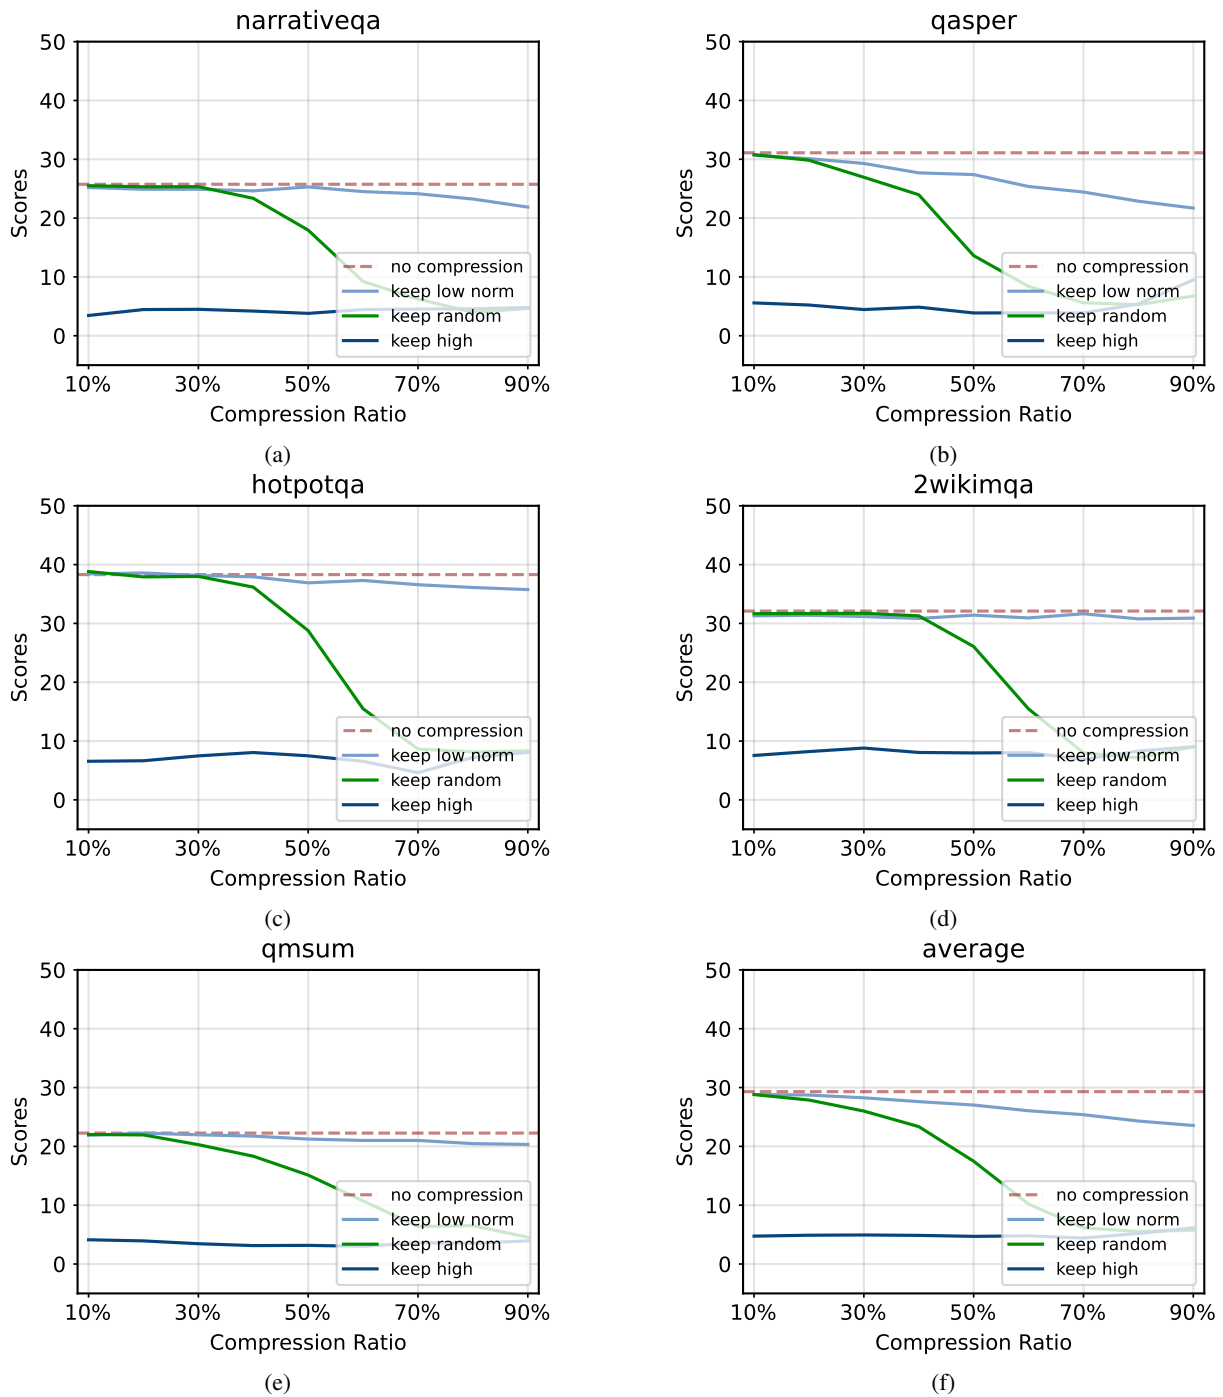 narrativeqa
50
40
30
20
10
0
Scores
no compression
keep low norm
keep random
keep high
10% 30% 50% 70% 90%
Compression Ratio
(a)
qasper
50
40
30
20
10
0
Scores
no compression
keep low norm
keep random
keep high
10% 30% 50% 70% 90%
Compression Ratio
(b)
hotpotqa
50
40
30
20
10
0
Scores
no compression
keep low norm
keep random
keep high
10% 30% 50% 70% 90%
Compression Ratio
(c)
2wikimqa
50
40
30
20
10
0
Scores
no compression
keep low norm
keep random
keep high
10% 30% 50% 70% 90%
Compression Ratio
(d)
qmsum
50
40
30
20
10
0
Scores
no compression
keep low norm
keep random
keep high
10% 30% 50% 70% 90%
Compression Ratio
(e)
average
50
40
30
20
10
0
Scores
no compression
keep low norm
keep random
keep high
10% 30% 50% 70% 90%
Compression Ratio
(f)